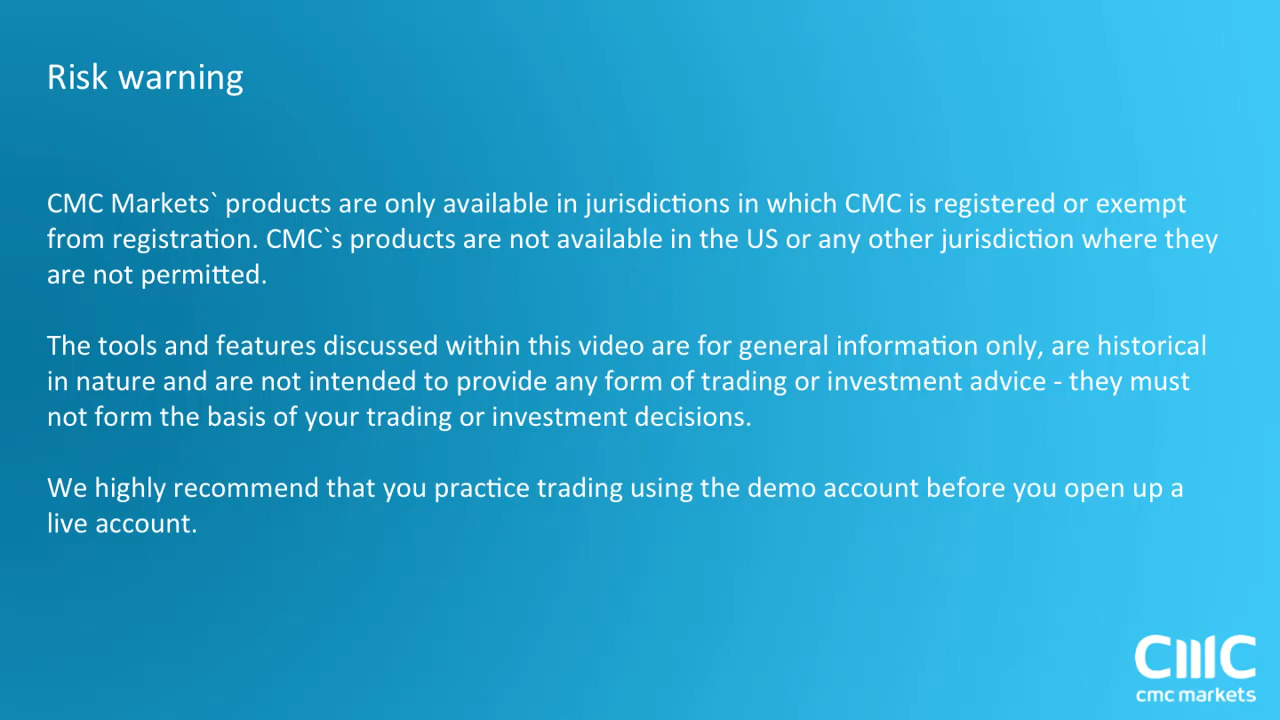 Risk warning
CMC Markets` products are only available in jurisdictions in which CMC is registered or exempt
from registration. CMC`s products are not available in the US or any other jurisdiction where they
are not permitted.
The tools and features discussed within this video are for general information only, are historical
in nature and are not intended to provide any form of trading or investment advice - they must
not form the basis of your trading or investment decisions.
We highly recommend that you practice trading using the demo account before you open up a
live account.
CMC
cmc markets